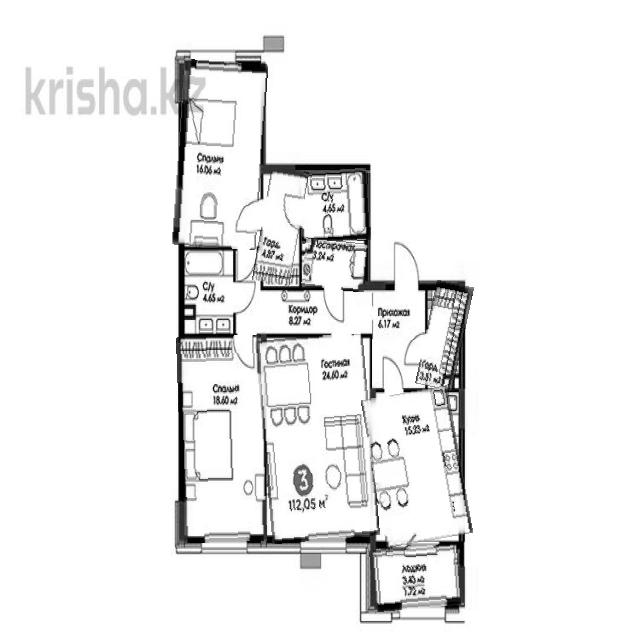 krisha.kz
Спальня
16.06 м²
С/у
4.65 м²
Гард.
4.87 м²
Постирочная
3.24 м²
С/у
4.65 м²
Коридор
8.27 м²
Прихожая
6.17 м²
Гард.
3.51 м²
Спальня
18.60 м²
Гостиная
24.60 м²
Кухня
15.23 м²
3
112,05 м²
Лоджия
3.43 м²
1.72 м²